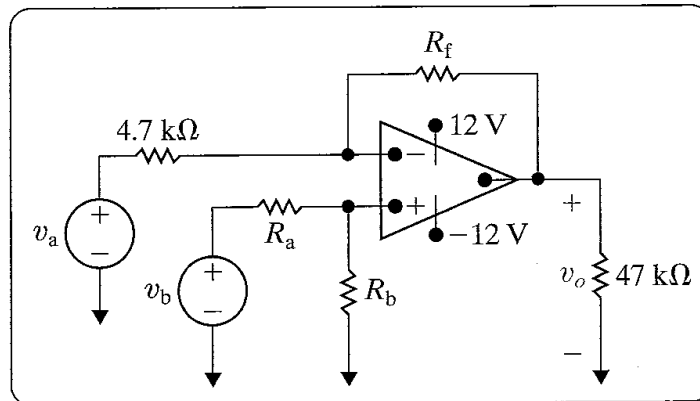 R_f
4.7 kΩ
12 V
−
+
R_a
−12 V
+
−
v_a
+
−
v_b
R_b
+
v_o
−
47 kΩ